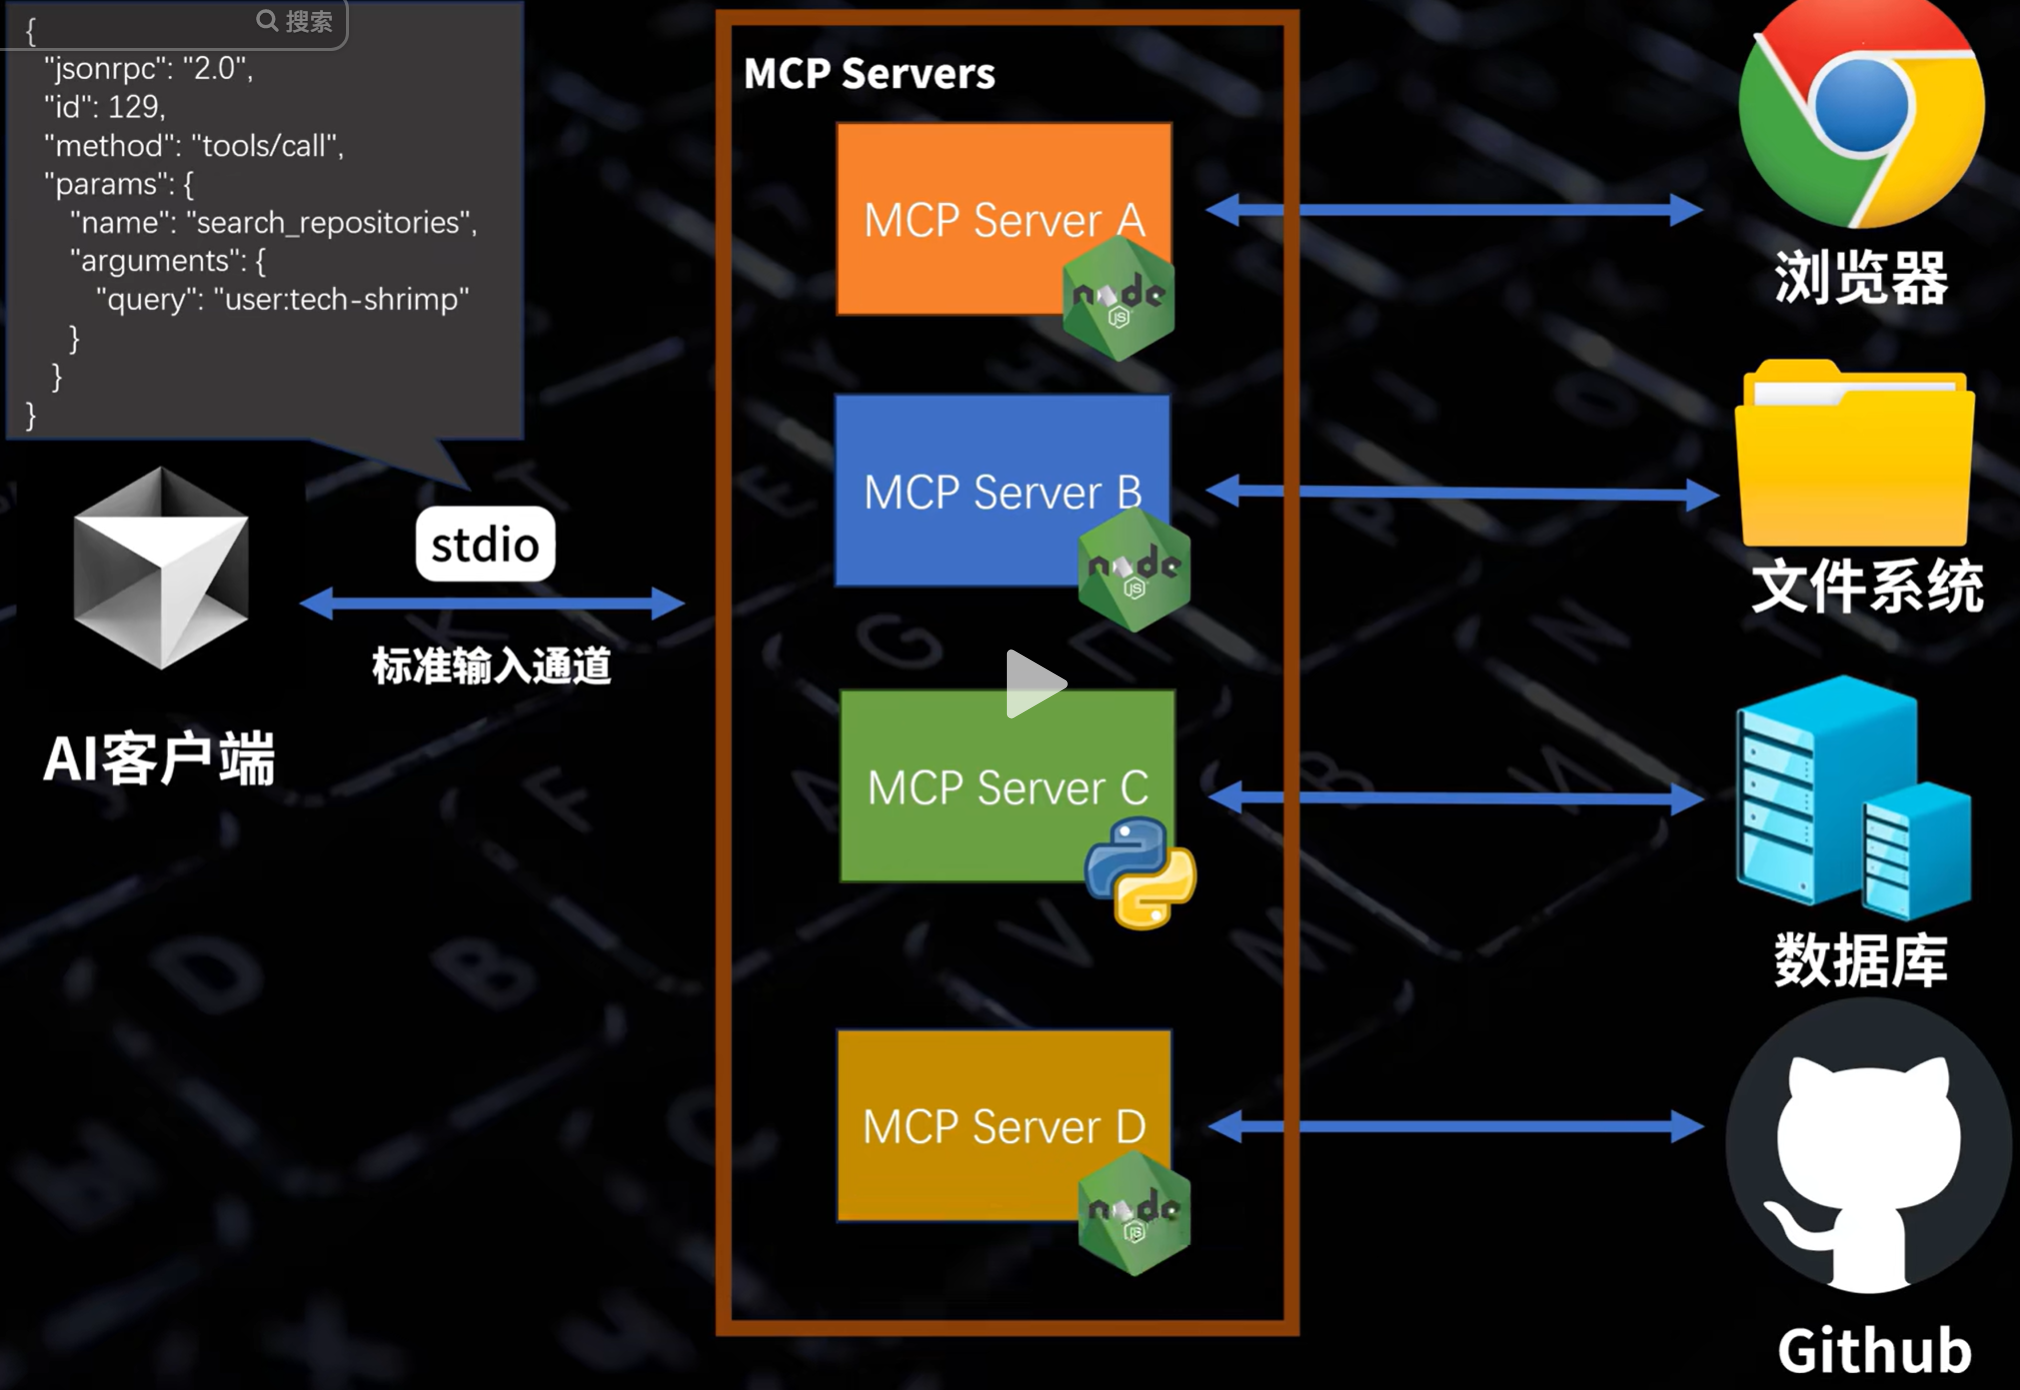 搜索
{
"jsonrpc": "2.0",
"id": 129,
"method": "tools/call",
"params": {
"name": "search_repositories",
"arguments": {
"query": "user:tech-shrimp"
}
}
}
stdio
标准输入通道
AI客户端
MCP Servers
MCP Server A
node
JS
MCP Server B
node
JS
MCP Server C
MCP Server D
node
JS
浏览器
文件系统
数据库
Github